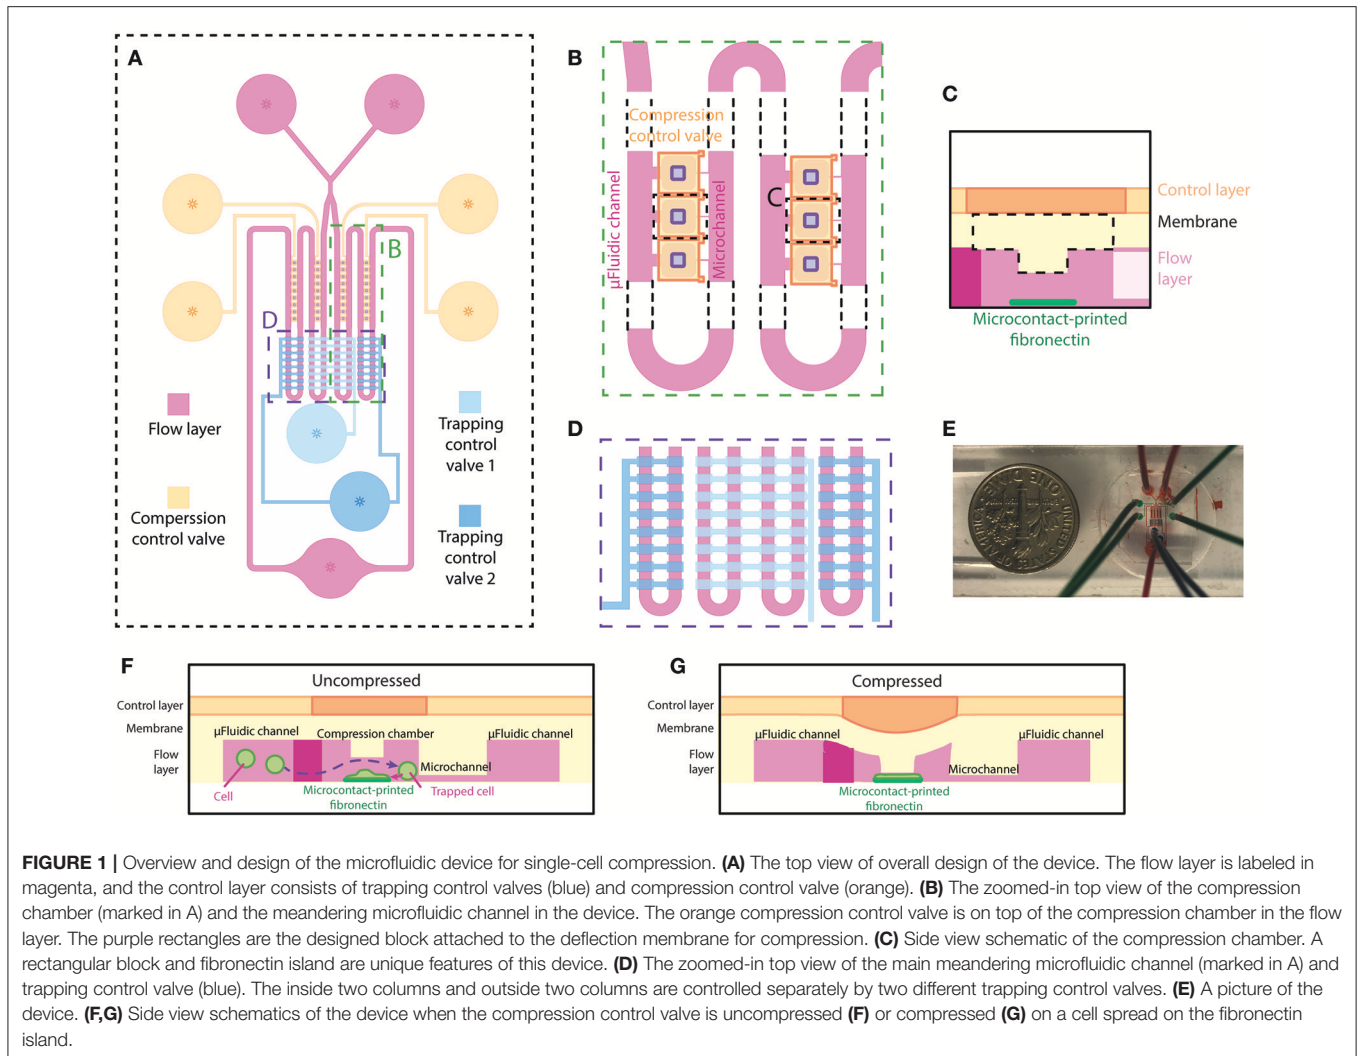 A
B
D
Flow layer
Comperssion
control valve
Trapping
control
valve 1
Trapping
control
valve 2
B
Compression
control valve
µFluidic channel
Microchannel
C
C
Control layer
Membrane
Flow
layer
Microcontact-printed
fibronectin
D
E
ONE DIME
F
Uncompressed
Control layer
Membrane
µFluidic channel
Compression chamber
µFluidic channel
Flow
layer
Microchannel
Cell
Microcontact-printed
fibronectin
Trapped cell
G
Compressed
Control layer
Membrane
µFluidic channel
µFluidic channel
Flow
layer
Microchannel
Microcontact-printed
fibronectin
FIGURE 1 | Overview and design of the microfluidic device for single-cell compression. (A) The top view of overall design of the device. The flow layer is labeled in
magenta, and the control layer consists of trapping control valves (blue) and compression control valve (orange). (B) The zoomed-in top view of the compression
chamber (marked in A) and the meandering microfluidic channel in the device. The orange compression control valve is on top of the compression chamber in the flow
layer. The purple rectangles are the designed block attached to the deflection membrane for compression. (C) Side view schematic of the compression chamber. A
rectangular block and fibronectin island are unique features of this device. (D) The zoomed-in top view of the main meandering microfluidic channel (marked in A) and
trapping control valve (blue). The inside two columns and outside two columns are controlled separately by two different trapping control valves. (E) A picture of the
device. (F,G) Side view schematics of the device when the compression control valve is uncompressed (F) or compressed (G) on a cell spread on the fibronectin
island.